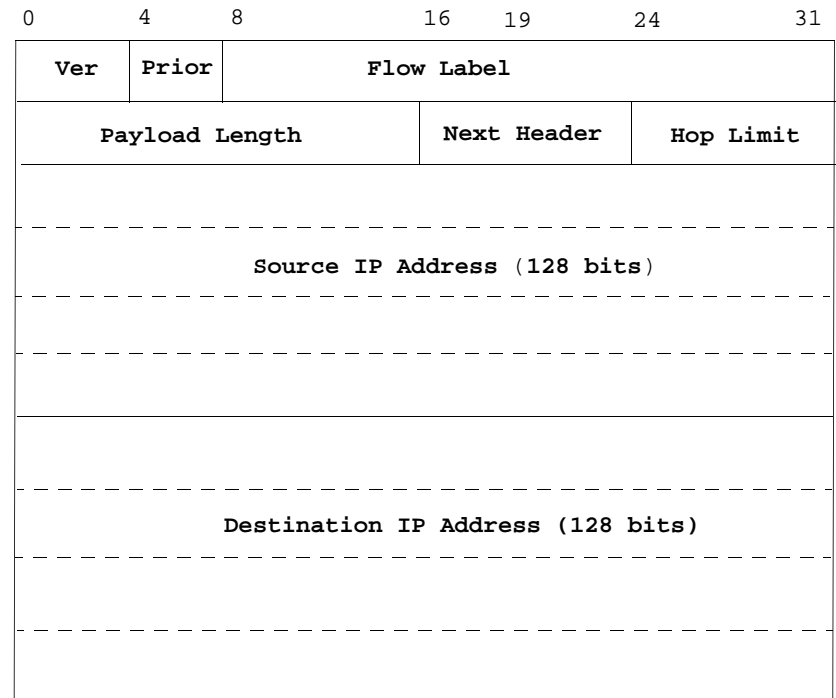 0 4 8 16 19 24 31
Ver Prior Flow Label
Payload Length Next Header Hop Limit
Source IP Address (128 bits)
Destination IP Address (128 bits)